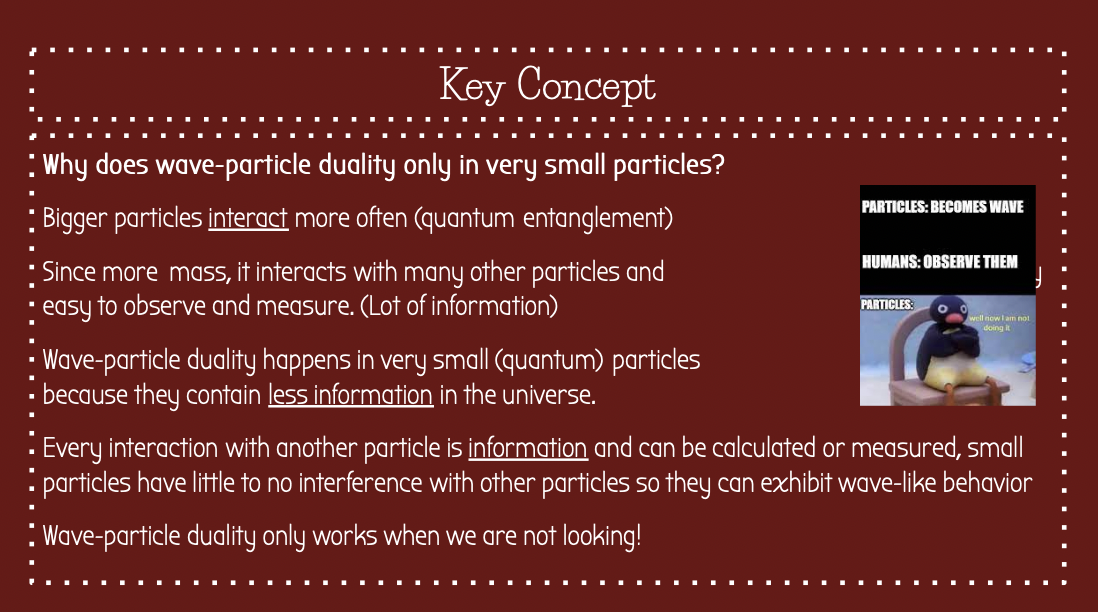 Key Concept
Why does wave-particle duality only in very small particles?
Bigger particles interact more often (quantum entanglement)
Since more mass, it interacts with many other particles and
easy to observe and measure. (Lot of information)
Wave-particle duality happens in very small (quantum) particles
because they contain less information in the universe.
Every interaction with another particle is information and can be calculated or measured, small
particles have little to no interference with other particles so they can exhibit wave-like behavior
Wave-particle duality only works when we are not looking!
PARTICLES: BECOMES WAVE
HUMANS: OBSERVE THEM
PARTICLES:
well now I am not
doing it